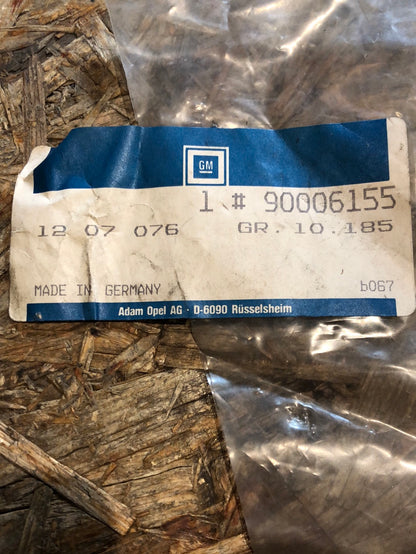 GM
1 # 90006155
12 07 076 GR. 10.185
MADE IN GERMANY b067
Adam Opel AG · D-6090 Rüsselsheim